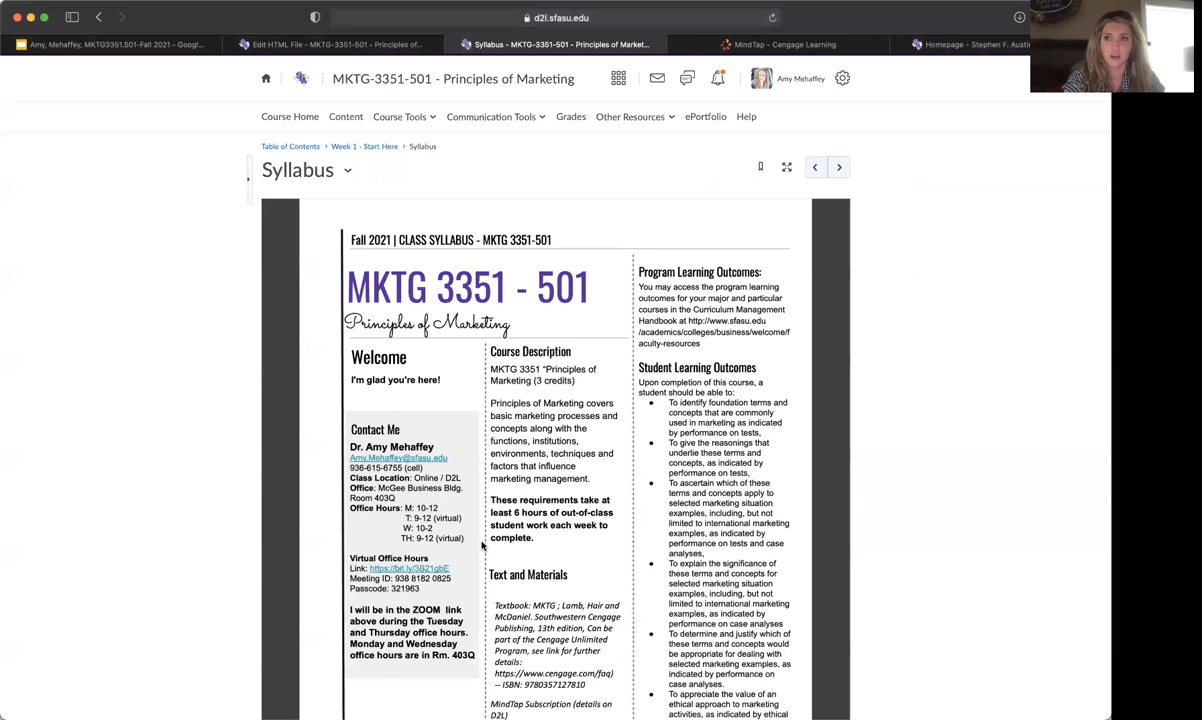 d2l.sfasu.edu
Amy, Mehaffey, MKTG3351.501-Fall 2021 - Googl...
Edit HTML File - MKTG-3351-501 - Principles of...
Syllabus - MKTG-3351-501 - Principles of Market...
MindTap - Cengage Learning
Homepage - Stephen F. Austi
MKTG-3351-501 - Principles of Marketing
Amy Mehaffey
Course Home
Content
Course Tools
Communication Tools
Grades
Other Resources
ePortfolio
Help
Table of Contents › Week 1 - Start Here › Syllabus
Syllabus
Fall 2021 | CLASS SYLLABUS - MKTG 3351-501
MKTG 3351 - 501
Principles of Marketing
Welcome
I'm glad you're here!
Contact Me
Dr. Amy Mehaffey
Amy.Mehaffey@sfasu.edu
936-615-6755 (cell)
Class Location: Online / D2L
Office: McGee Business Bldg.
Room 403Q
Office Hours: M: 10-12
T: 9-12 (virtual)
W: 10-2
TH: 9-12 (virtual)
Virtual Office Hours
Link: https://bit.ly/3B21gbE
Meeting ID: 938 8182 0825
Passcode: 321963
I will be in the ZOOM link
above during the Tuesday
and Thursday office hours.
Monday and Wednesday
office hours are in Rm. 403Q
Course Description
MKTG 3351 “Principles of
Marketing (3 credits)
Principles of Marketing covers
basic marketing processes and
concepts along with the
functions, institutions,
environments, techniques and
factors that influence
marketing management.
These requirements take at
least 6 hours of out-of-class
student work each week to
complete.
Text and Materials
Textbook: MKTG ; Lamb, Hair and
McDaniel. Southwestern Cengage
Publishing, 13th edition, Can be
part of the Cengage Unlimited
Program, see link for further
details:
https://www.cengage.com/faq)
– ISBN: 9780357127810
MindTap Subscription (details on
D2L)
Program Learning Outcomes:
You may access the program learning
outcomes for your major and particular
courses in the Curriculum Management
Handbook at http://www.sfasu.edu
/academics/colleges/business/welcome/f
aculty-resources
Student Learning Outcomes
Upon completion of this course, a
student should be able to:
● To identify foundation terms and
concepts that are commonly
used in marketing as indicated
by performance on tests,
● To give the reasonings that
underlie these terms and
concepts, as indicated by
performance on tests,
● To ascertain which of these
terms and concepts apply to
selected marketing situation
examples, including, but not
limited to international marketing
examples, as indicated by
performance on tests and case
analyses,
● To explain the significance of
these terms and concepts for
selected marketing situation
examples, including, but not
limited to international marketing
examples, as indicated by
performance on case analyses
● To determine and justify which of
these terms and concepts would
be appropriate for dealing with
selected marketing examples, as
indicated by performance on
case analyses.
● To appreciate the value of an
ethical approach to marketing
activities, as indicated by ethical